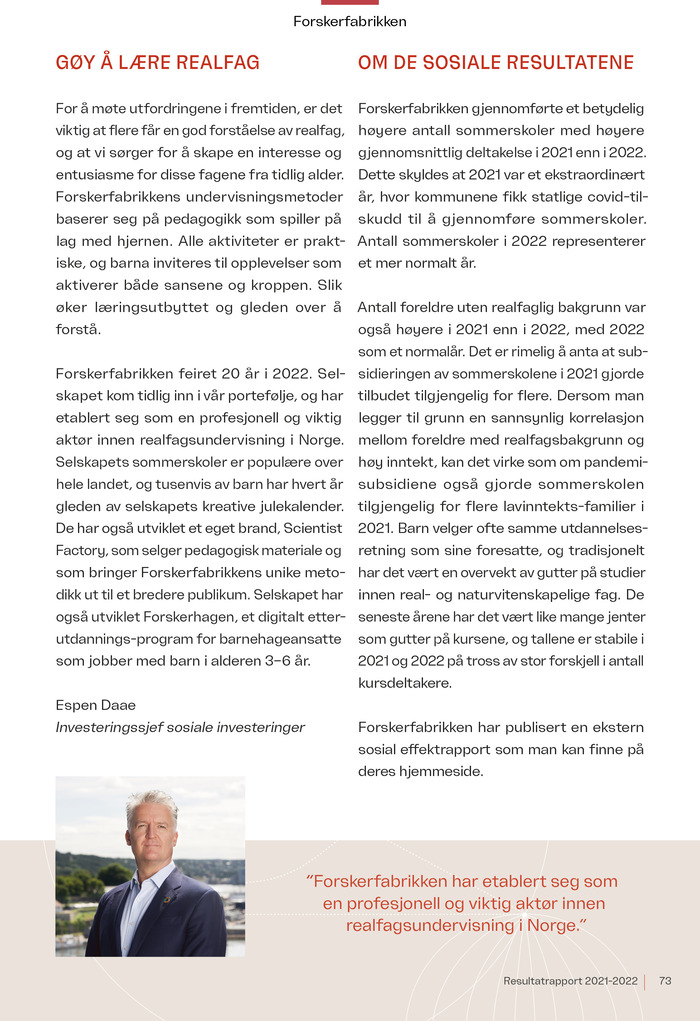 Forskerfabrikken
GØY Å LÆRE REALFAG
For å møte utfordringene i fremtiden, er det
viktig at flere får en god forståelse av realfag,
og at vi sørger for å skape en interesse og
entusiasme for disse fagene fra tidlig alder.
Forskerfabrikkens undervisningsmetoder
baserer seg på pedagogikk som spiller på
lag med hjernen. Alle aktiviteter er prakt-
iske, og barna inviteres til opplevelser som
aktiverer både sansene og kroppen. Slik
øker læringsutbyttet og gleden over å
forstå.
Forskerfabrikken feiret 20 år i 2022. Sel-
skapet kom tidlig inn i vår portefølje, og har
etablert seg som en profesjonell og viktig
aktør innen realfagsundervisning i Norge.
Selskapets sommerskoler er populære over
hele landet, og tusenvis av barn har hvert år
gleden av selskapets kreative julekalender.
De har også utviklet et eget brand, Scientist
Factory, som selger pedagogisk materiale og
som bringer Forskerfabrikkens unike meto-
dikk ut til et bredere publikum. Selskapet har
også utviklet Forskerhagen, et digitalt etter-
utdannings-program for barnehageansatte
som jobber med barn i alderen 3–6 år.
Espen Daae
Investeringssjef sosiale investeringer
OM DE SOSIALE RESULTATENE
Forskerfabrikken gjennomførte et betydelig
høyere antall sommerskoler med høyere
gjennomsnittlig deltakelse i 2021 enn i 2022.
Dette skyldes at 2021 var et ekstraordinært
år, hvor kommunene fikk statlige covid-til-
skudd til å gjennomføre sommerskoler.
Antall sommerskoler i 2022 representerer
et mer normalt år.
Antall foreldre uten realfaglig bakgrunn var
også høyere i 2021 enn i 2022, med 2022
som et normalår. Det er rimelig å anta at sub-
sidieringen av sommerskolene i 2021 gjorde
tilbudet tilgjengelig for flere. Dersom man
legger til grunn en sannsynlig korrelasjon
mellom foreldre med realfagsbakgrunn og
høy inntekt, kan det virke som om pandemi-
subsidiene også gjorde sommerskolen
tilgjengelig for flere lavinntekts-familier i
2021. Barn velger ofte samme utdannelses-
retning som sine foresatte, og tradisjonelt
har det vært en overvekt av gutter på studier
innen real- og naturvitenskapelige fag. De
seneste årene har det vært like mange jenter
som gutter på kursene, og tallene er stabile i
2021 og 2022 på tross av stor forskjell i antall
kursdeltakere.
Forskerfabrikken har publisert en ekstern
sosial effektrapport som man kan finne på
deres hjemmeside.
"Forskerfabrikken har etablert seg som
en profesjonell og viktig aktør innen
realfagsundervisning i Norge."
Resultatrapport 2021-2022 | 73